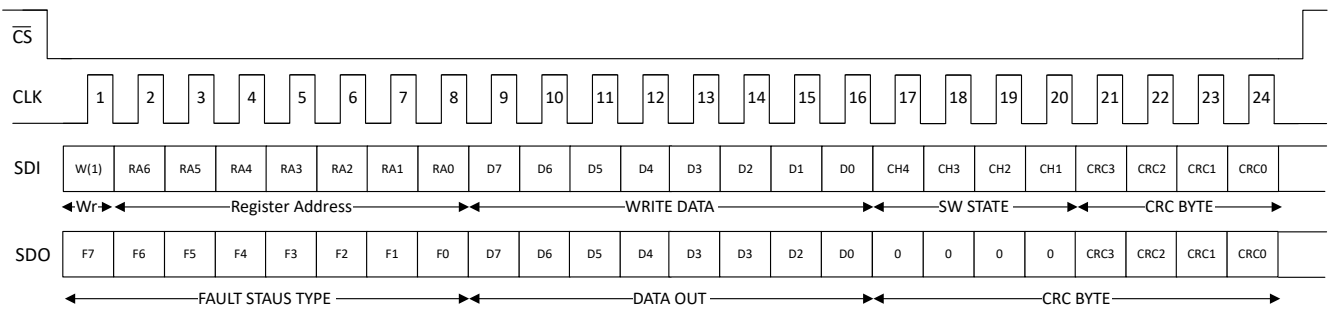 CS
CLK 1 2 3 4 5 6 7 8 9 10 11 12 13 14 15 16 17 18 19 20 21 22 23 24
SDI W(1) RA6 RA5 RA4 RA3 RA2 RA1 RA0 D7 D6 D5 D4 D3 D2 D1 D0 CH4 CH3 CH2 CH1 CRC3 CRC2 CRC1 CRC0
Wr Register Address WRITE DATA SW STATE CRC BYTE
SDO F7 F6 F5 F4 F3 F2 F1 F0 D7 D6 D5 D4 D3 D3 D2 D0 0 0 0 0 CRC3 CRC2 CRC1 CRC0
FAULT STAUS TYPE DATA OUT CRC BYTE